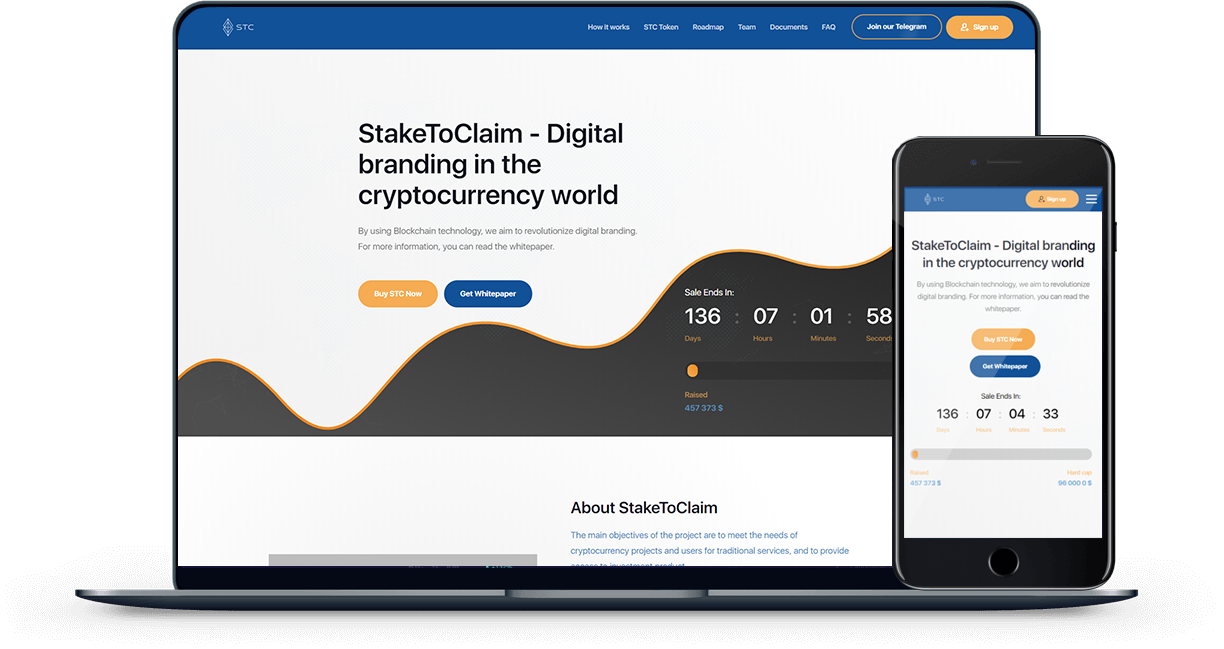 STC
How it works STC Token Roadmap Team Documents FAQ Join our Telegram Sign up
StakeToClaim - Digital
branding in the
cryptocurrency world
By using Blockchain technology, we aim to revolutionize digital branding.
For more information, you can read the whitepaper.
Buy STC Now Get Whitepaper
Sale Ends In:
136 : 07 : 01 : 58
Days Hours Minutes Seconds
Raised
457 373 $
About StakeToClaim
The main objectives of the project are to meet the needs of
cryptocurrency projects and users for traditional services, and to provide
access to investment product
STC Sign up
StakeToClaim - Digital branding
in the cryptocurrency world
By using Blockchain technology, we aim to revolutionize
digital branding. For more information, you can read the
whitepaper.
Buy STC Now
Get Whitepaper
Sale Ends In:
136 : 07 : 04 : 33
Days Hours Minutes Seconds
Raised Hard cap
457 373 $ 96 000 0 $